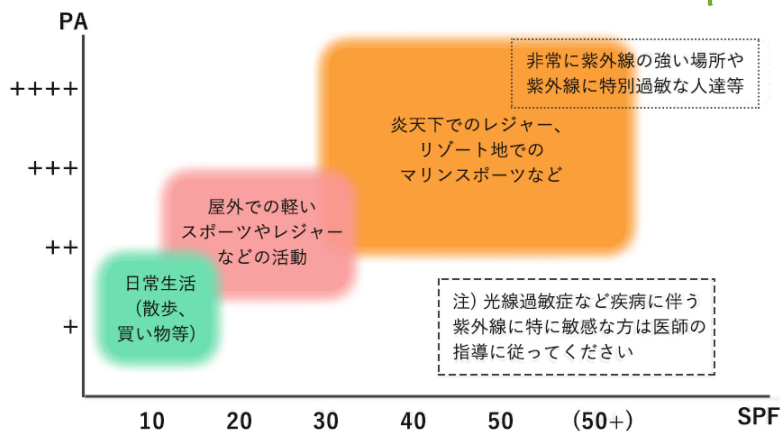 PA
非常に紫外線の強い場所や
紫外線に特別過敏な人達等
++++
炎天下でのレジャー、
リゾート地での
マリンスポーツなど
+++
屋外での軽い
スポーツやレジャー
などの活動
++
日常生活
（散歩、
買い物等）
注）光線過敏症など疾病に伴う
紫外線に特に敏感な方は医師の
指導に従ってください
+
10 20 30 40 50 (50+) SPF